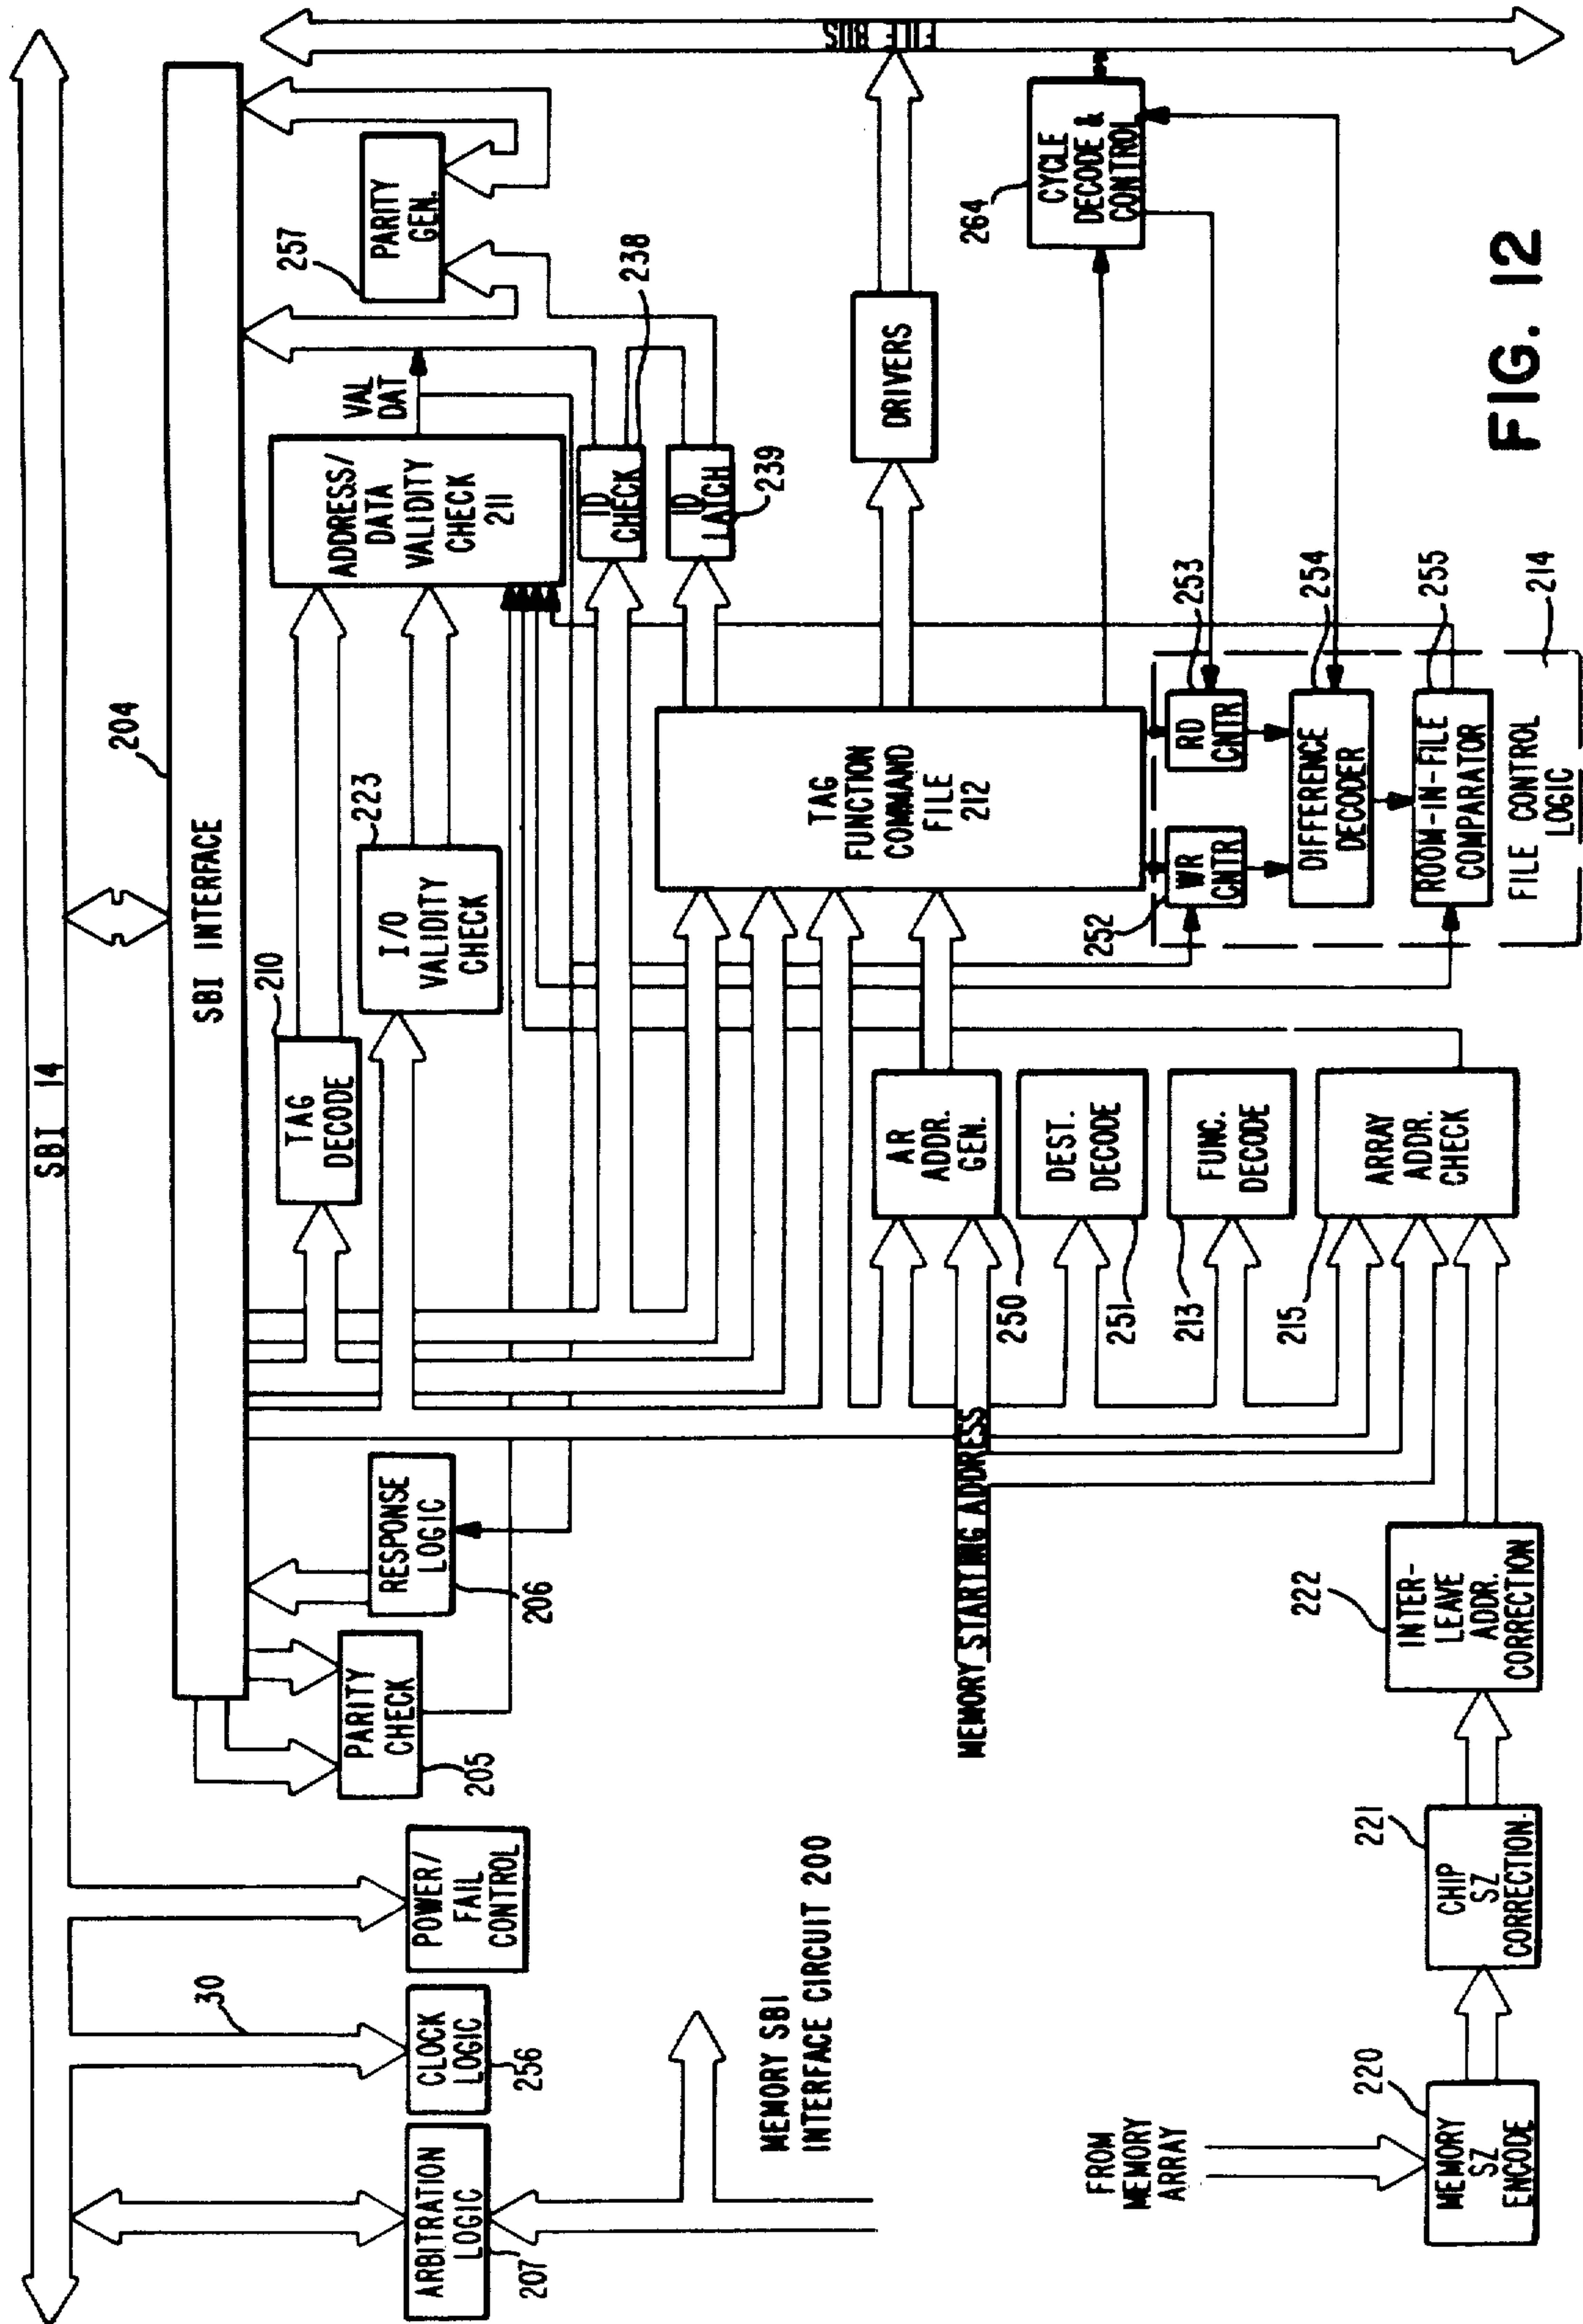 SBI 14
SBI INTERFACE
204
30
ARBITRATION
LOGIC
207
CLOCK
LOGIC
256
POWER/
FAIL
CONTROL
PARITY
CHECK
205
RESPONSE
LOGIC
206
TAG
DECODE
210
I/O
VALIDITY
CHECK
223
ADDRESS/
DATA
VALIDITY
CHECK
211
VAL
DAT
PARITY
GEN.
257
ID
CHECK
238
ID
LATCH
239
MEMORY SBI
INTERFACE CIRCUIT 200
MEMORY STARTING ADDRESS
TAG
FUNCTION
COMMAND
FILE
212
DRIVERS
FILE BUS
AR
ADDR.
GEN.
250
DEST.
DECODE
251
FUNC.
DECODE
213
ARRAY
ADDR.
CHECK
215
CYCLE
DECODE &
CONTROL
264
WR
CNTR
252
RD
CNTR
253
DIFFERENCE
DECODER
254
ROOM-IN-FILE
COMPARATOR
255
FILE CONTROL
LOGIC
214
FROM
MEMORY
ARRAY
MEMORY
SZ
ENCODE
220
CHIP
SZ
CORRECTION.
221
INTER-
LEAVE
ADDR.
CORRECTION
222
FIG. 12